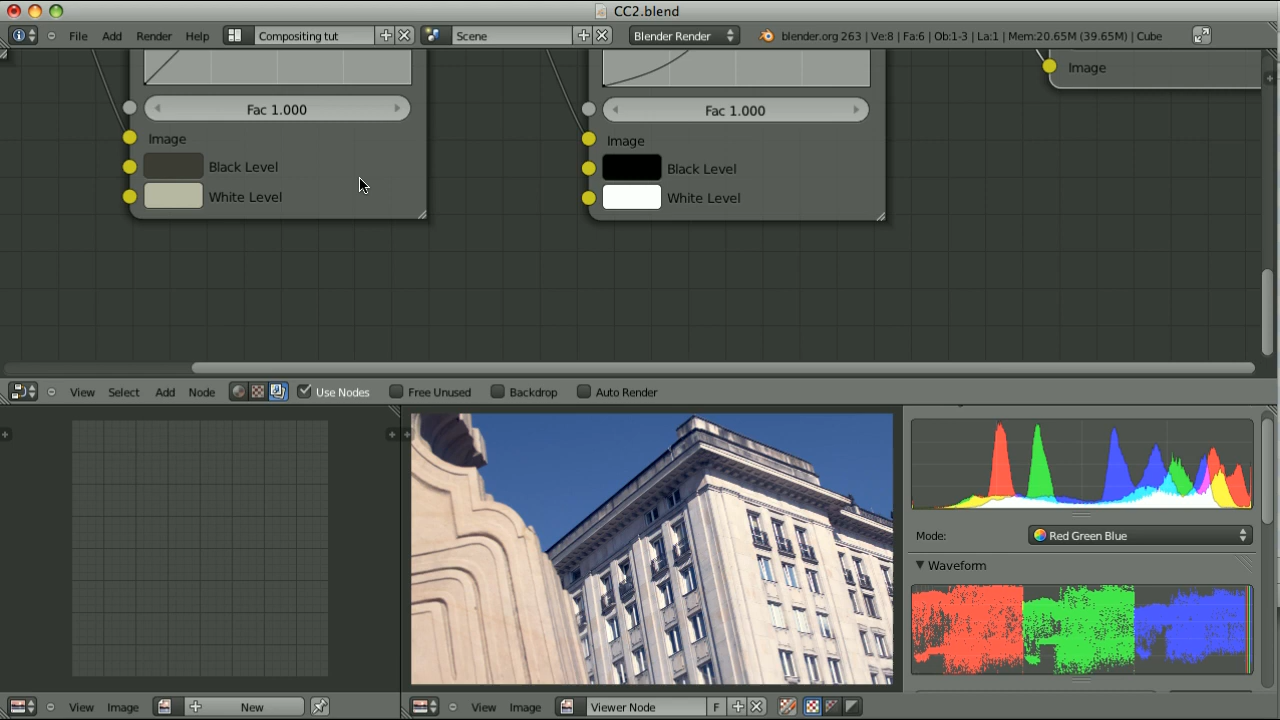 CC2.blend
File Add Render Help Compositing tut Scene Blender Render blender.org 263 | Ve:8 | Fa:6 | Ob:1-3 | La:1 | Mem:20.65M (39.65M) | Cube
Image
Fac 1.000
Image
Black Level
White Level
Fac 1.000
Image
Black Level
White Level
View Select Add Node Use Nodes Free Unused Backdrop Auto Render
Mode: Red Green Blue
Waveform
View Image New
View Image Viewer Node F